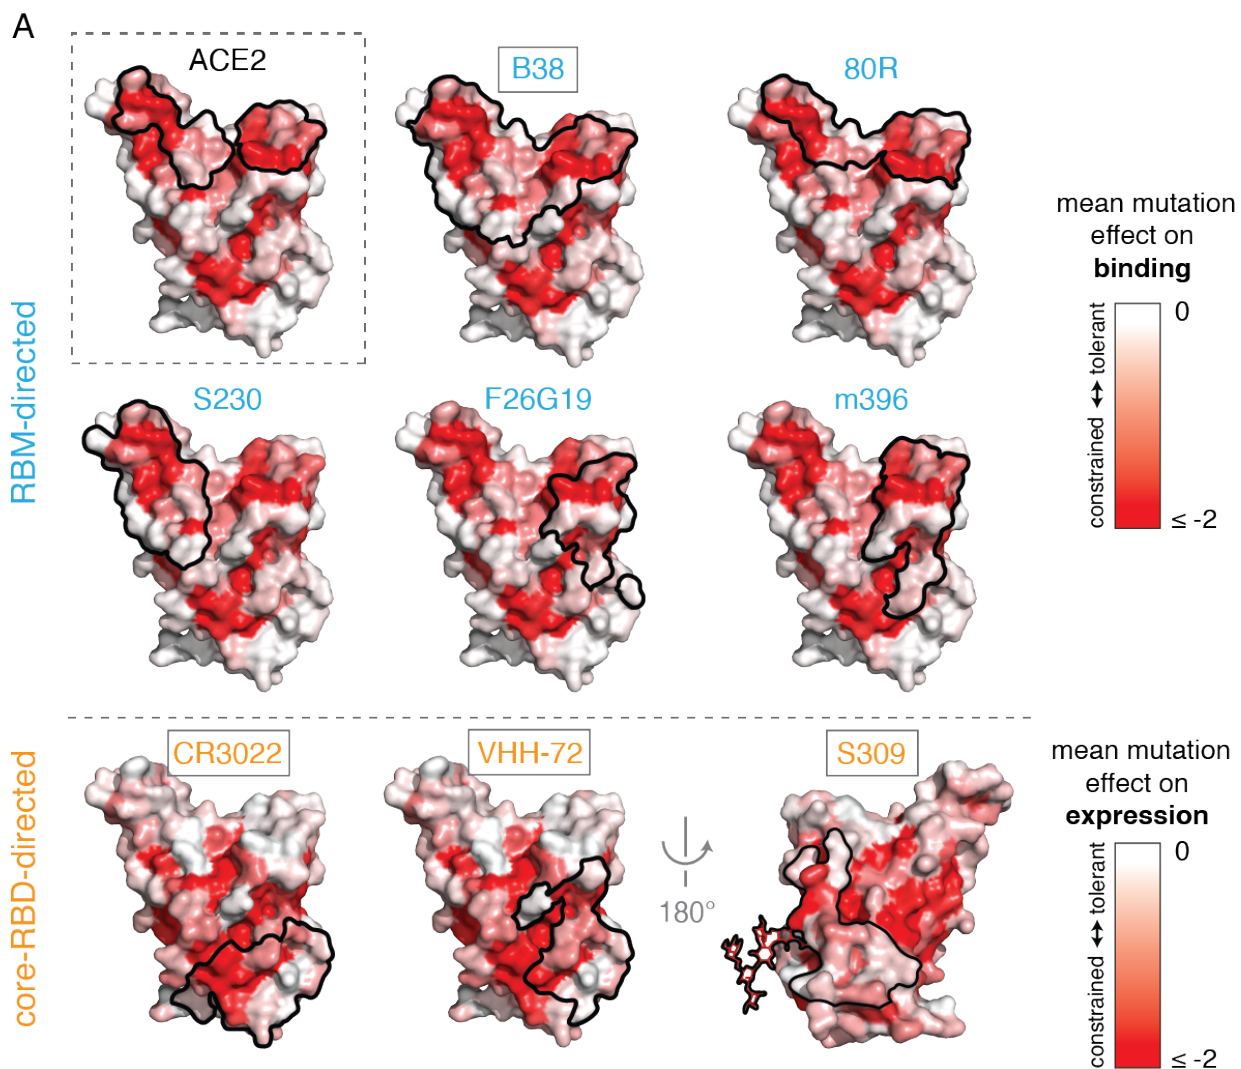 A
ACE2
B38
80R
mean mutation
effect on
binding
0
constrained ↔ tolerant
≤ -2
RBM-directed
S230
F26G19
m396
core-RBD-directed
CR3022
VHH-72
S309
180°
mean mutation
effect on
expression
0
constrained ↔ tolerant
≤ -2